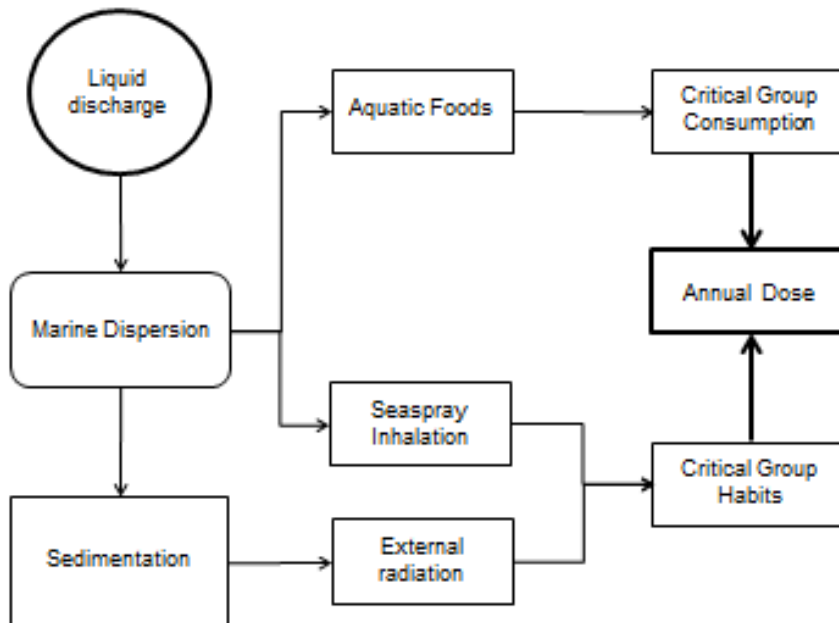 Liquid
discharge
Aquatic Foods
Critical Group
Consumption
Marine Dispersion
Annual Dose
Seaspray
Inhalation
Critical Group
Habits
Sedimentation
External
radiation